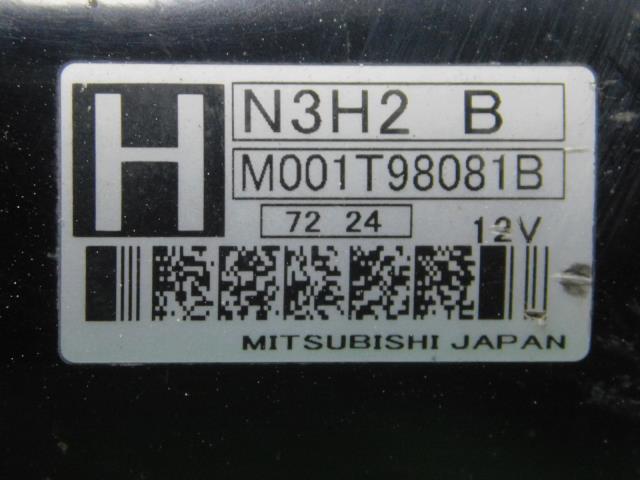 H
N3H2 B
M001T98081B
72 24
12V
MITSUBISHI JAPAN